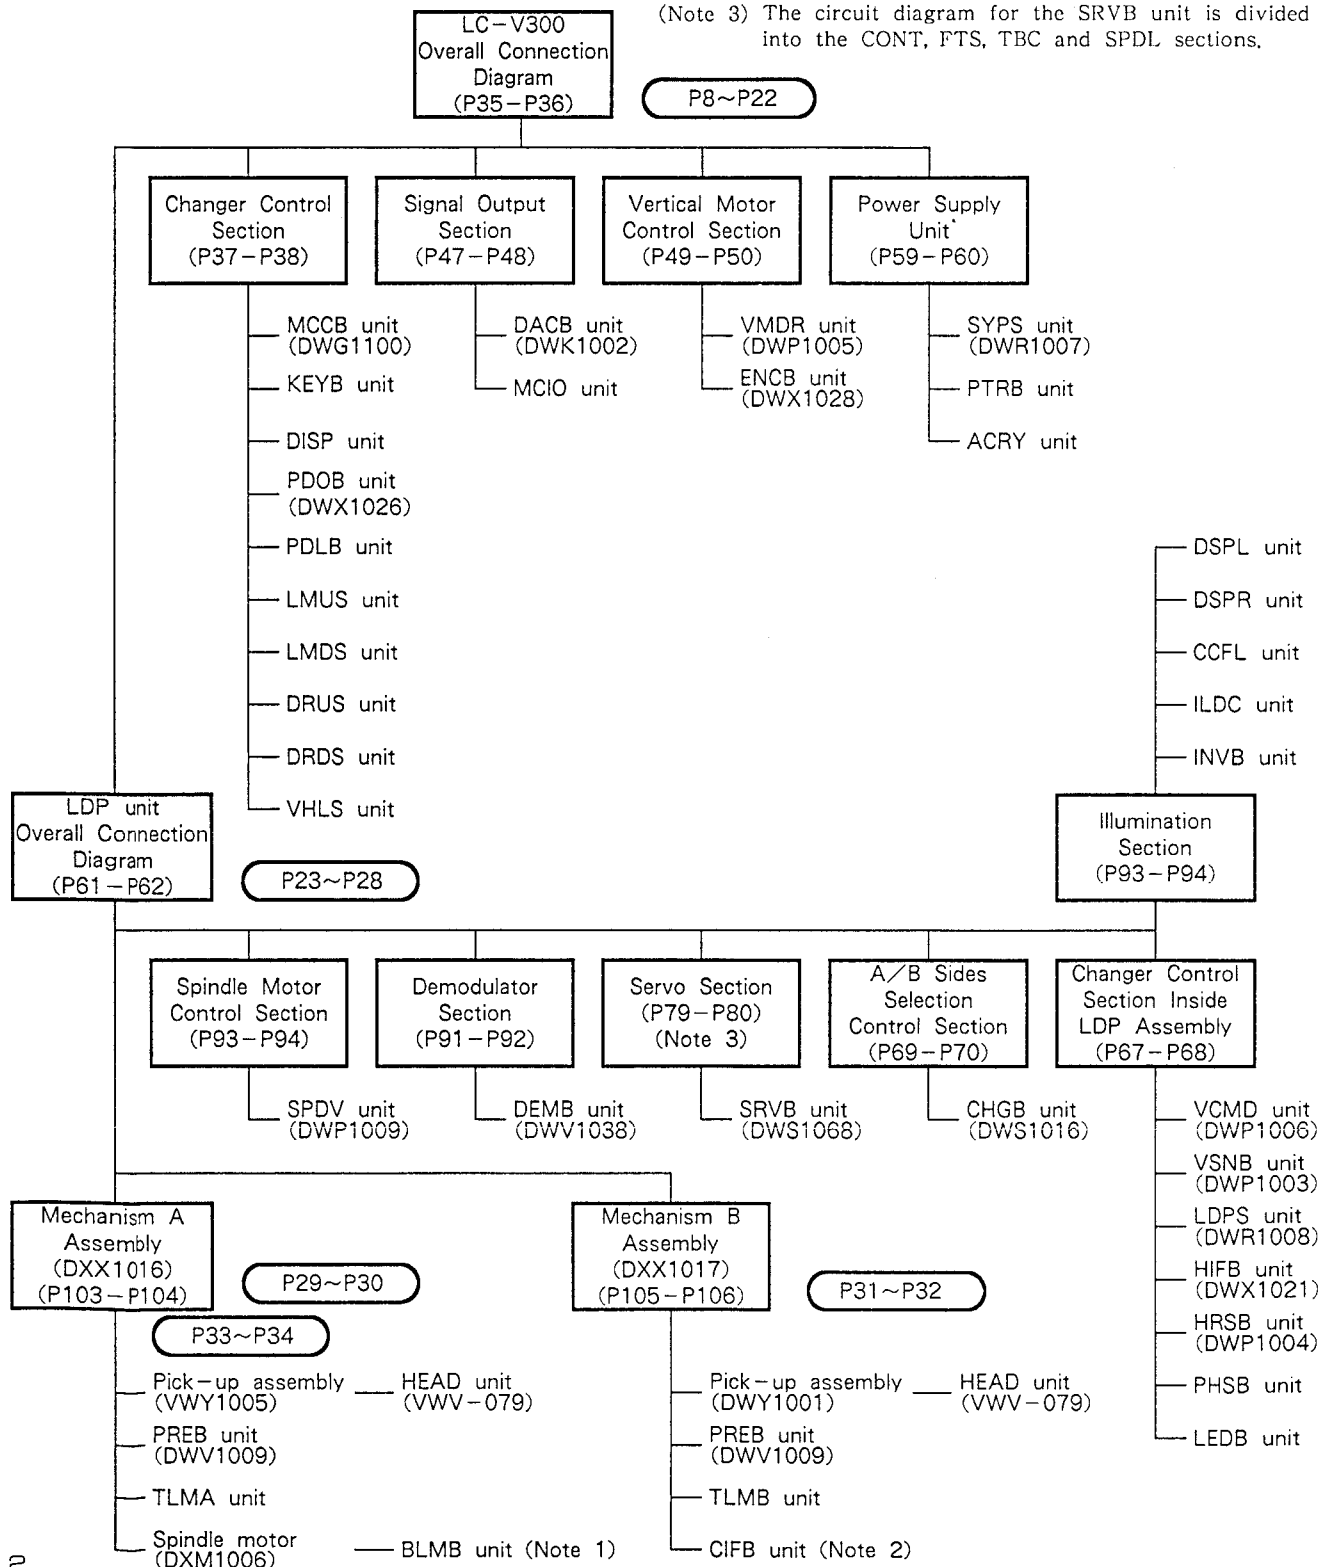 (Note 3) The circuit diagram for the SRVB unit is divided
into the CONT, FTS, TBC and SPDL sections.
LC-V300
Overall Connection
Diagram
(P35-P36)
P8~P22
Changer Control
Section
(P37-P38)
Signal Output
Section
(P47-P48)
Vertical Motor
Control Section
(P49-P50)
Power Supply
Unit
(P59-P60)
MCCB unit
(DWG1100)
KEYB unit
DISP unit
PDOB unit
(DWX1026)
PDLB unit
LMUS unit
LMDS unit
DRUS unit
DRDS unit
VHLS unit
DACB unit
(DWK1002)
MCIO unit
VMDR unit
(DWP1005)
ENCB unit
(DWX1028)
SYPS unit
(DWR1007)
PTRB unit
ACRY unit
DSPL unit
DSPR unit
CCFL unit
ILDC unit
INVB unit
LDP unit
Overall Connection
Diagram
(P61-P62)
P23~P28
Illumination
Section
(P93-P94)
Spindle Motor
Control Section
(P93-P94)
Demodulator
Section
(P91-P92)
Servo Section
(P79-P80)
(Note 3)
A/B Sides
Selection
Control Section
(P69-P70)
Changer Control
Section Inside
LDP Assembly
(P67-P68)
SPDV unit
(DWP1009)
DEMB unit
(DWV1038)
SRVB unit
(DWS1068)
CHGB unit
(DWS1016)
VCMD unit
(DWP1006)
VSNB unit
(DWP1003)
LDPS unit
(DWR1008)
HIFB unit
(DWX1021)
HRSB unit
(DWP1004)
PHSB unit
LEDB unit
Mechanism A
Assembly
(DXX1016)
(P103-P104)
P29~P30
P33~P34
Mechanism B
Assembly
(DXX1017)
(P105-P106)
P31~P32
Pick-up assembly
(VWY1005)
HEAD unit
(VWV-079)
PREB unit
(DWV1009)
TLMA unit
Spindle motor
(DXM1006)
BLMB unit (Note 1)
Pick-up assembly
(DWY1001)
HEAD unit
(VWV-079)
PREB unit
(DWV1009)
TLMB unit
CIFB unit (Note 2)